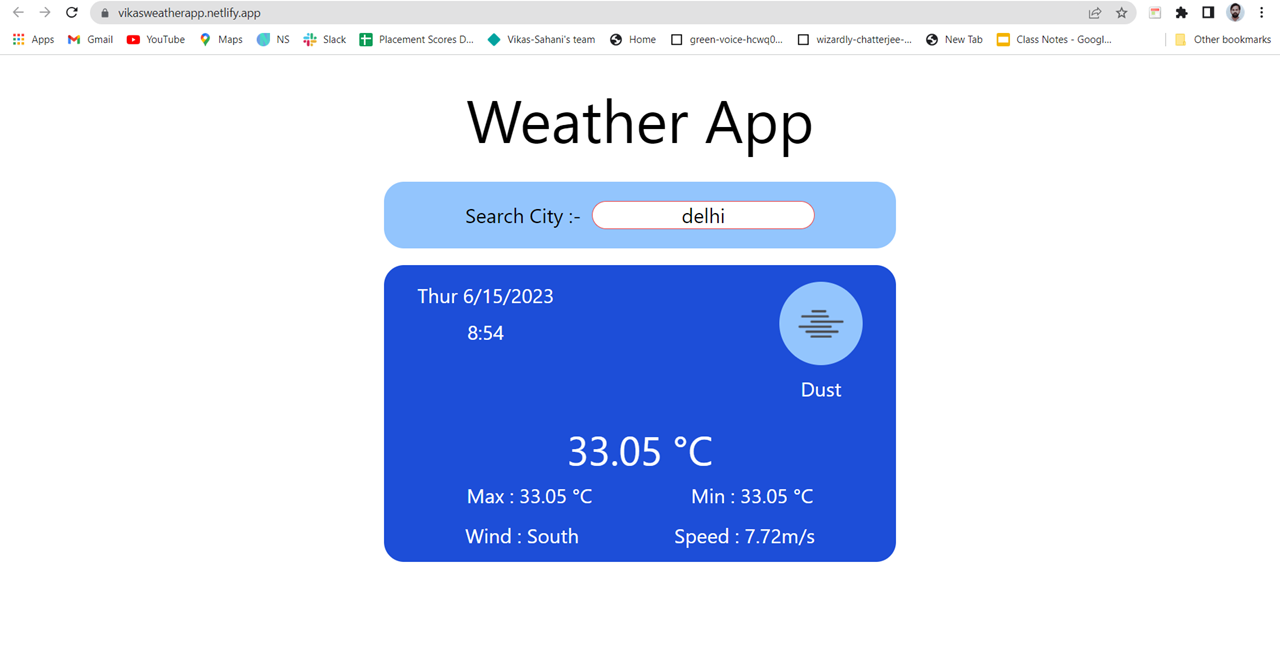 vikasweatherapp.netlify.app
Apps Gmail YouTube Maps NS Slack Placement Scores D... Vikas-Sahani's team Home green-voice-hcwq0... wizardly-chatterjee-... New Tab Class Notes - Googl... Other bookmarks
Weather App
Search City :- delhi
Thur 6/15/2023
8:54
Dust
33.05 °C
Max : 33.05 °C Min : 33.05 °C
Wind : South Speed : 7.72m/s